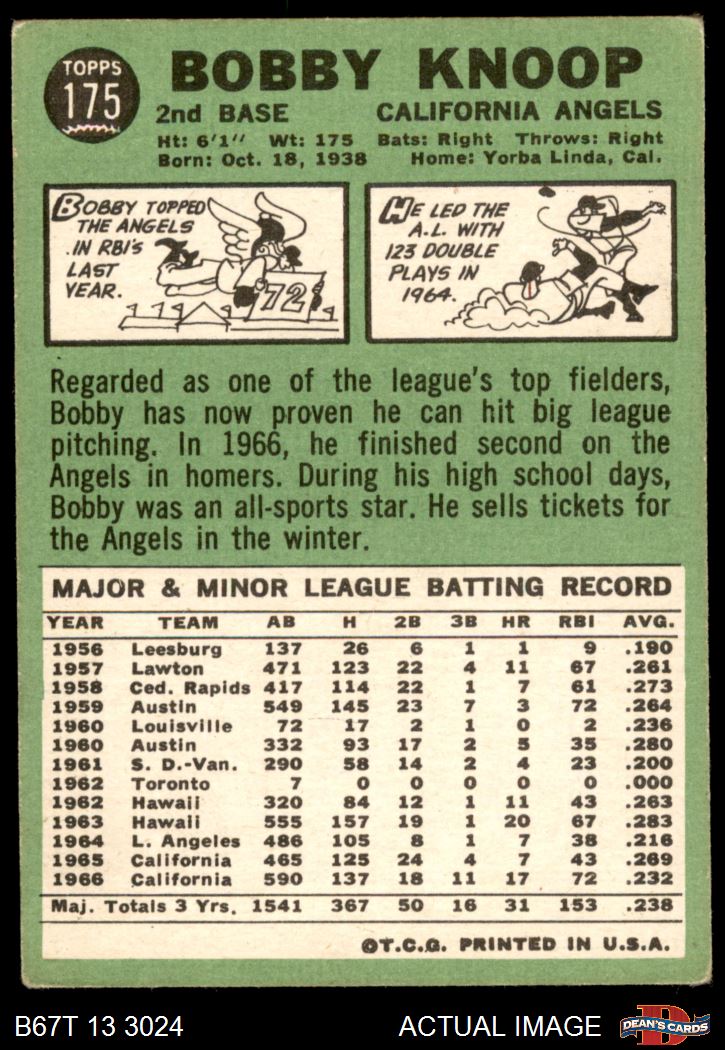 TOPPS
175
BOBBY KNOOP
2nd BASE CALIFORNIA ANGELS
Ht: 6'1" Wt: 175 Bats: Right Throws: Right
Born: Oct. 18, 1938 Home: Yorba Linda, Cal.
BOBBY TOPPED
THE ANGELS
IN RBI's
LAST
YEAR.
72
HE LED THE
A.L. WITH
123 DOUBLE
PLAYS IN
1964.
Regarded as one of the league's top fielders,
Bobby has now proven he can hit big league
pitching. In 1966, he finished second on the
Angels in homers. During his high school days,
Bobby was an all-sports star. He sells tickets for
the Angels in the winter.
MAJOR & MINOR LEAGUE BATTING RECORD
YEAR TEAM AB H 2B 3B HR RBI AVG.
1956 Leesburg 137 26 6 1 1 9 .190
1957 Lawton 471 123 22 4 11 67 .261
1958 Ced. Rapids 417 114 22 1 7 61 .273
1959 Austin 549 145 23 7 3 72 .264
1960 Louisville 72 17 2 1 0 2 .236
1960 Austin 332 93 17 2 5 35 .280
1961 S. D.-Van. 290 58 14 2 4 23 .200
1962 Toronto 7 0 0 0 0 0 .000
1962 Hawaii 320 84 12 1 11 43 .263
1963 Hawaii 555 157 19 1 20 67 .283
1964 L. Angeles 486 105 8 1 7 38 .216
1965 California 465 125 24 4 7 43 .269
1966 California 590 137 18 11 17 72 .232
Maj. Totals 3 Yrs. 1541 367 50 16 31 153 .238
©T.C.G. PRINTED IN U.S.A.
B67T 13 3024 ACTUAL IMAGE D DEAN'S CARDS